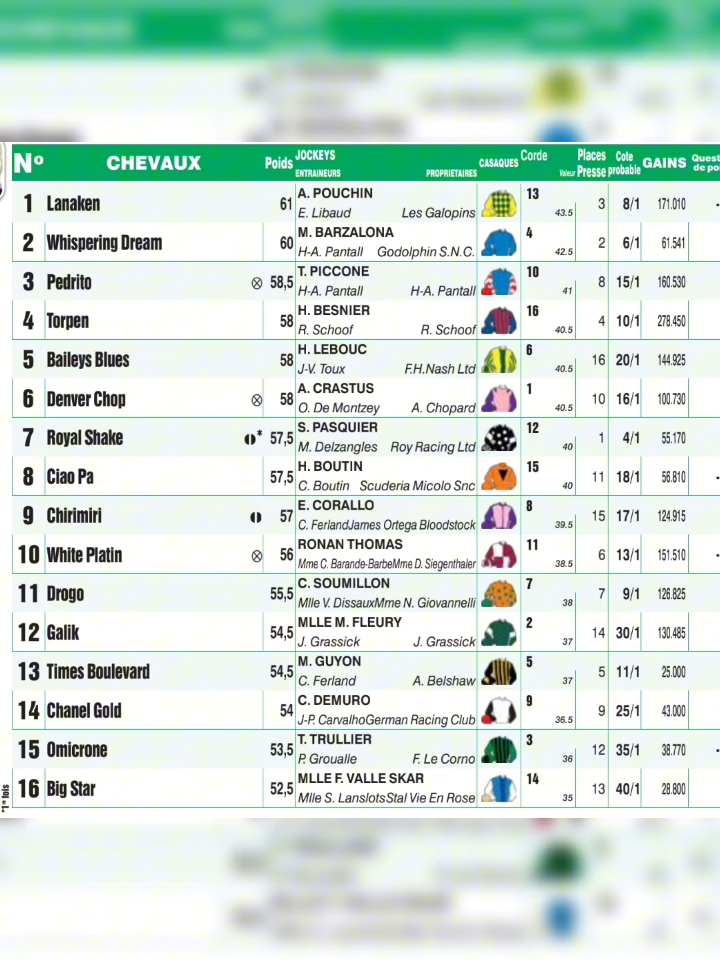 Nº CHEVAUX Poids JOCKEYS ENTRAINEURS PROPRIETAIRES CASAQUES Corde Valeur Places Presse Cote probable GAINS
1 Lanaken 61 A. POUCHIN 13 3 8/1 171.010
E. Libaud Les Galopins 43.5
2 Whispering Dream 60 M. BARZALONA 4 2 6/1 61.541
H-A. Pantall Godolphin S.N.C. 42.5
3 Pedrito ⊗ 58,5 T. PICCONE 10 8 15/1 160.530
H-A. Pantall H-A. Pantall 41
4 Torpen 58 H. BESNIER 16 4 10/1 278.450
R. Schoof R. Schoof 40.5
5 Baileys Blues 58 H. LEBOUC 6 16 20/1 144.925
J-V. Toux F.H.Nash Ltd 40.5
6 Denver Chop ⊗ 58 A. CRASTUS 1 10 16/1 100.730
O. De Montzey A. Chopard 40.5
7 Royal Shake * 57,5 S. PASQUIER 12 1 4/1 55.170
M. Delzangles Roy Racing Ltd 40
8 Ciao Pa 57,5 H. BOUTIN 15 11 18/1 56.810
C. Boutin Scuderia Micolo Snc 40
9 Chirimiri 57 E. CORALLO 8 15 17/1 124.915
C. FerlandJames Ortega Bloodstock 39.5
10 White Platin ⊗ 56 RONAN THOMAS 11 6 13/1 151.510
Mme C. Barande-BarbeMme D. Siegenthaler 38.5
11 Drogo 55,5 C. SOUMILLON 7 7 9/1 126.825
Mlle V. DissauxMme N. Giovannelli 38
12 Galik 54,5 MLLE M. FLEURY 2 14 30/1 130.485
J. Grassick J. Grassick 37
13 Times Boulevard 54,5 M. GUYON 5 5 11/1 25.000
C. Ferland A. Belshaw 37
14 Chanel Gold 54 C. DEMURO 9 9 25/1 43.000
J-P. CarvalhoGerman Racing Club 36.5
15 Omicrone 53,5 T. TRULLIER 3 12 35/1 38.770
P. Groualle F. Le Corno 36
16 Big Star 52,5 MLLE F. VALLE SKAR 14 13 40/1 28.800
Mlle S. LanslotsStal Vie En Rose 35